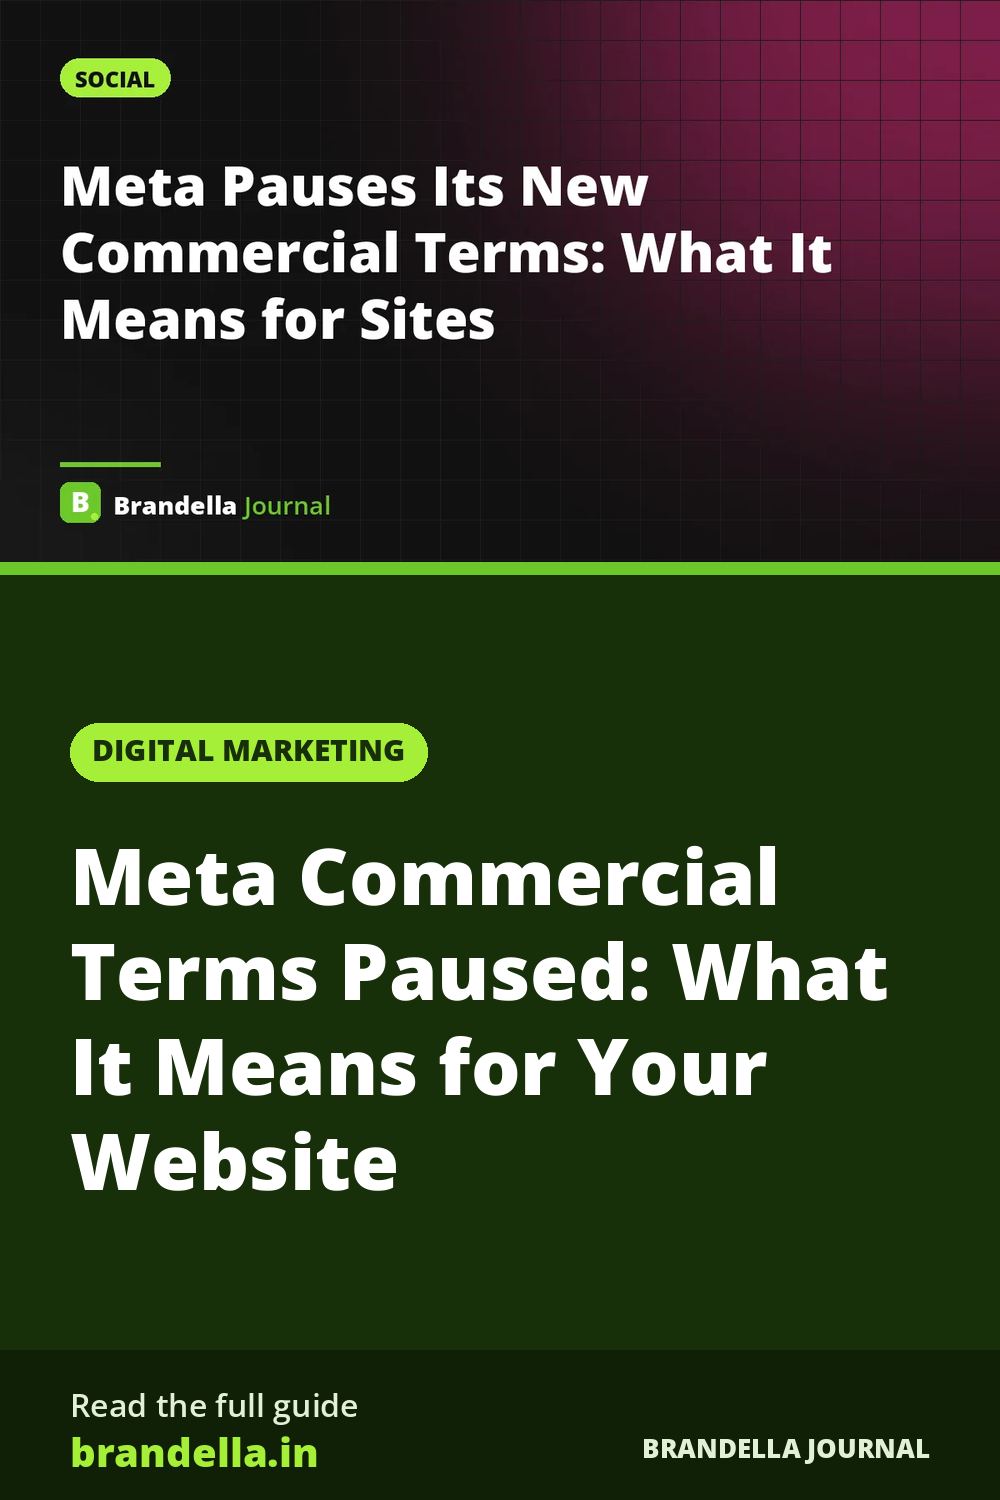 SOCIAL
Meta Pauses Its New
Commercial Terms: What It
Means for Sites
B
Brandella Journal
DIGITAL MARKETING
Meta Commercial
Terms Paused: What
It Means for Your
Website
Read the full guide
brandella.in
BRANDELLA JOURNAL